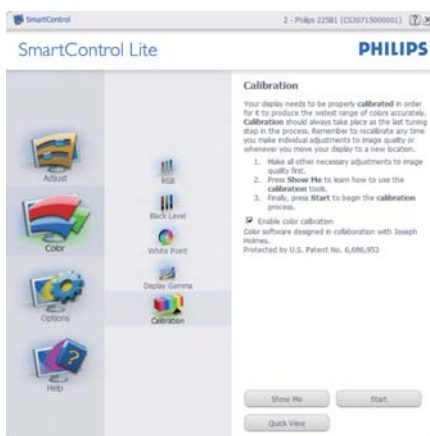 SmartControl
2 - Philips 225B1 (CS30715000001)
SmartControl Lite
PHILIPS
Adjust
Color
Options
Help
RGB
Black Level
White Point
Display Gamma
Calibration
Calibration
Your display needs to be properly calibrated in order
for it to produce the widest range of colors accurately.
Calibration should always take place as the last tuning
step in the process. Remember to recalibrate any time
you make individual adjustments to image quality or
whenever you move your display to a new location.
1. Make all other necessary adjustments to image
quality first.
2. Press Show Me to learn how to use the
calibration tools.
3. Finally, press Start to begin the calibration
process.
Enable color calibration
Color software designed in collaboration with Joseph
Holmes.
Protected by U.S. Patent No. 6,686,953
Show Me
Start
Quick View